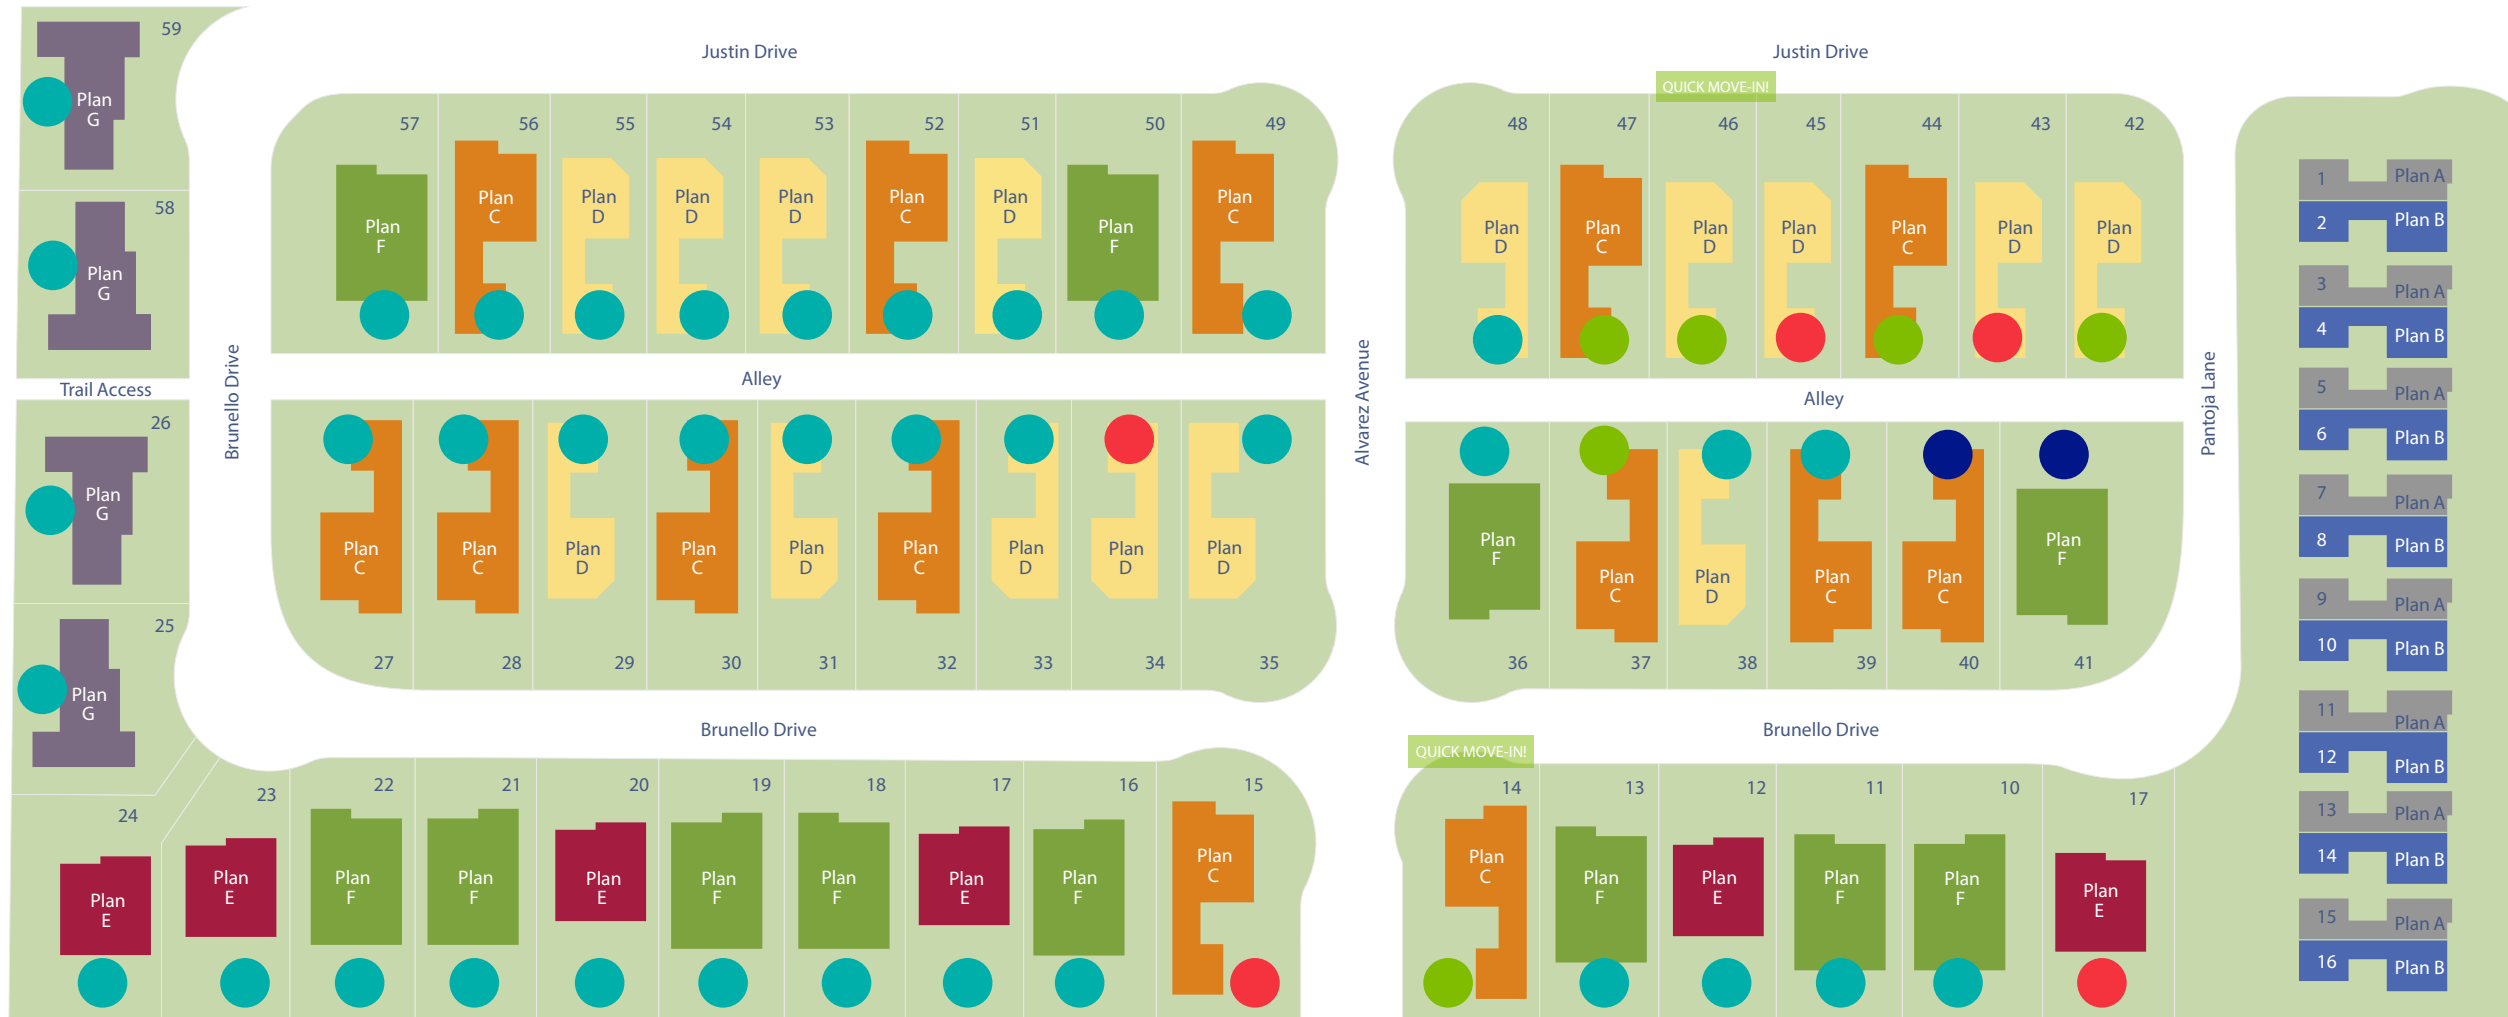 59
Justin Drive
Justin Drive
QUICK MOVE-IN!
Plan
G
57
56
55
54
53
52
51
50
49
48
47
46
45
44
43
42
Plan
F
Plan
C
Plan
D
Plan
D
Plan
D
Plan
C
Plan
D
Plan
F
Plan
C
Plan
D
Plan
C
Plan
D
Plan
D
Plan
C
Plan
D
Plan
D
58
Plan
G
Trail Access
Brunello Drive
Alley
Alvarez Avenue
Alley
Pantoja Lane
26
Plan
G
25
Plan
G
Plan
C
Plan
C
Plan
D
Plan
C
Plan
D
Plan
C
Plan
D
Plan
D
Plan
D
27
28
29
30
31
32
33
34
35
Plan
F
Plan
C
Plan
D
Plan
C
Plan
C
Plan
F
36
37
38
39
40
41
Brunello Drive
Brunello Drive
QUICK MOVE-IN!
24
23
22
21
20
19
18
17
16
15
14
13
12
11
10
17
Plan
E
Plan
E
Plan
F
Plan
F
Plan
E
Plan
F
Plan
F
Plan
E
Plan
F
Plan
C
Plan
C
Plan
F
Plan
E
Plan
F
Plan
F
Plan
E
1 Plan A
2 Plan B
3 Plan A
4 Plan B
5 Plan A
6 Plan B
7 Plan A
8 Plan B
9 Plan A
10 Plan B
11 Plan A
12 Plan B
13 Plan A
14 Plan B
15 Plan A
16 Plan B